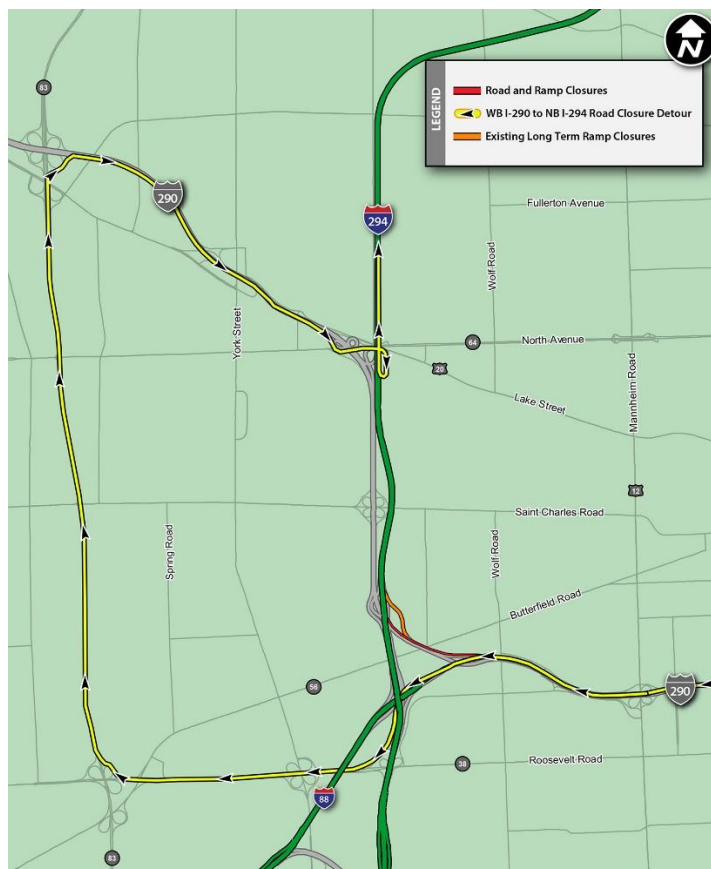 N
LEGEND
Road and Ramp Closures
WB I-290 to NB I-294 Road Closure Detour
Existing Long Term Ramp Closures
83
290
294
Fullerton Avenue
Wolf Road
York Street
64
North Avenue
20
Lake Street
Mannheim Road
12
Saint Charles Road
Spring Road
Wolf Road
Butterfield Road
56
290
38
Roosevelt Road
88
83